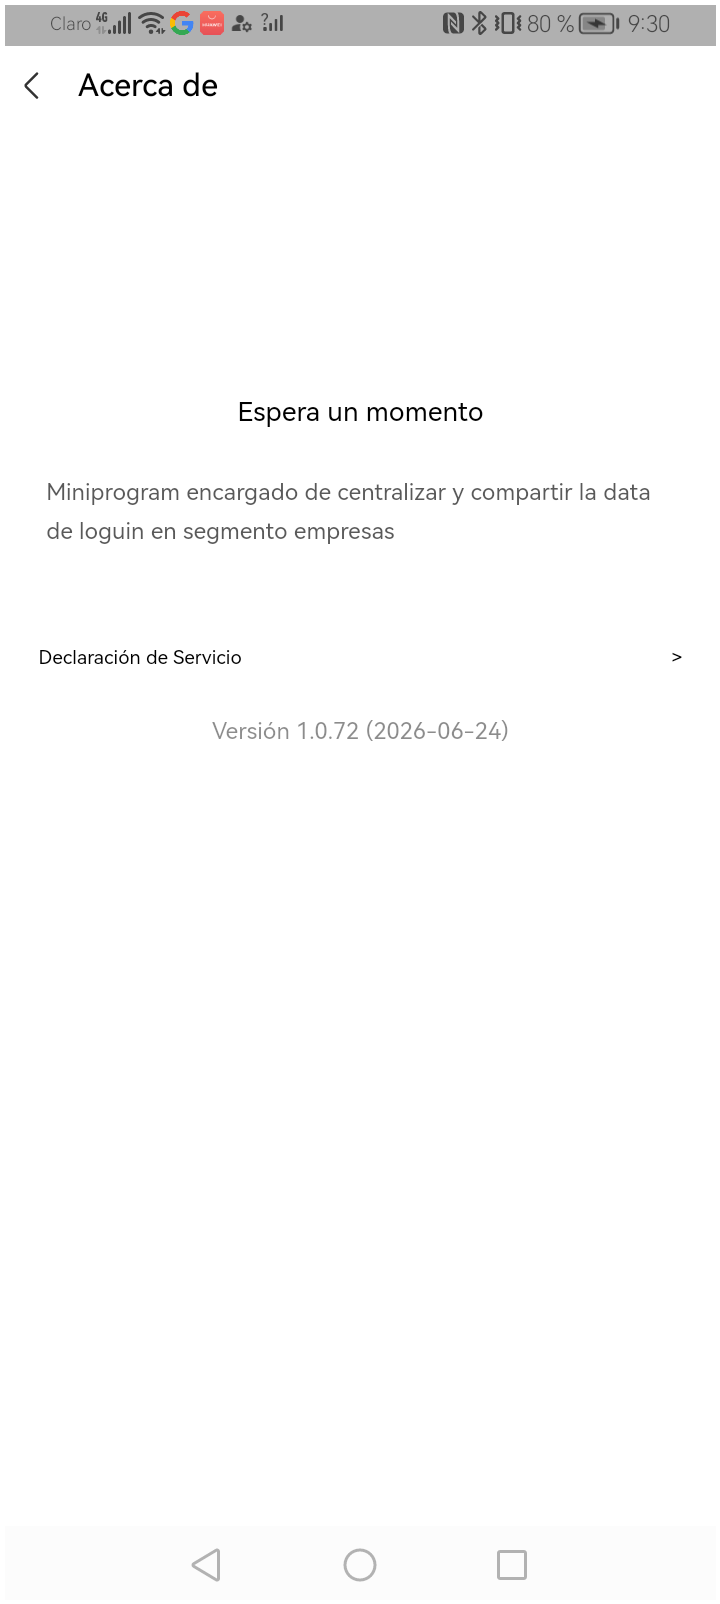 Claro 4G 80 % 9:30
Acerca de
Espera un momento
Miniprogram encargado de centralizar y compartir la data
de loguin en segmento empresas
Declaración de Servicio >
Versión 1.0.72 (2026-06-24)